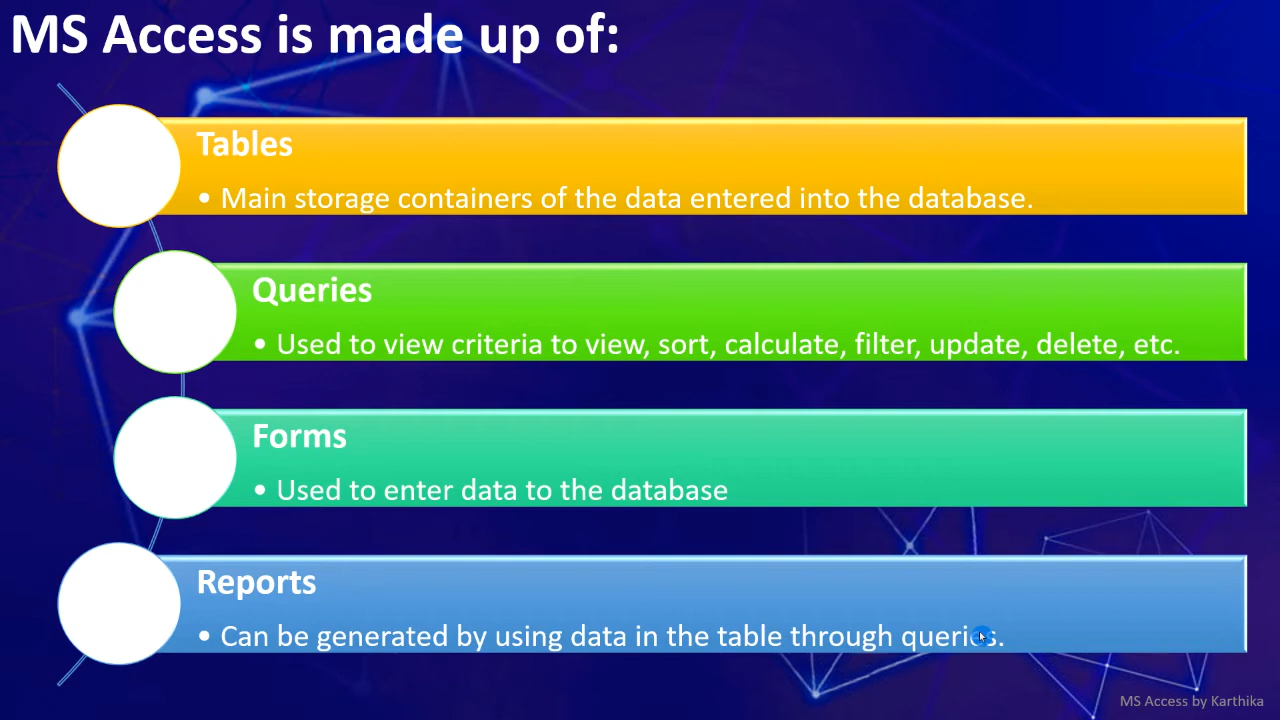 MS Access is made up of:
Tables
• Main storage containers of the data entered into the database.
Queries
• Used to view criteria to view, sort, calculate, filter, update, delete, etc.
Forms
• Used to enter data to the database
Reports
• Can be generated by using data in the table through queries.
MS Access by Karthika